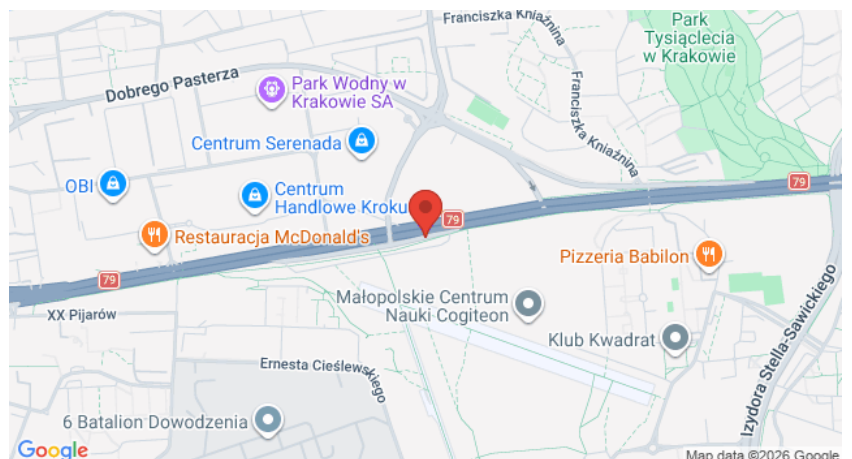 Franciszka Kniaźnina
Park
Tysiąclecia
w Krakowie
Dobrego Pasterza
Park Wodny w
Krakowie SA
Franciszka Kniaźnina
Centrum Serenada
OBI
Centrum
Handlowe Kroku
79
79
Restauracja McDonald's
Pizzeria Babilon
79
Małopolskie Centrum
Nauki Cogiteon
XX Pijarów
Klub Kwadrat
Izydora Stella-Sawickiego
Ernesta Cieślewskiego
6 Batalion Dowodzenia
Google
Map data ©2026 Google